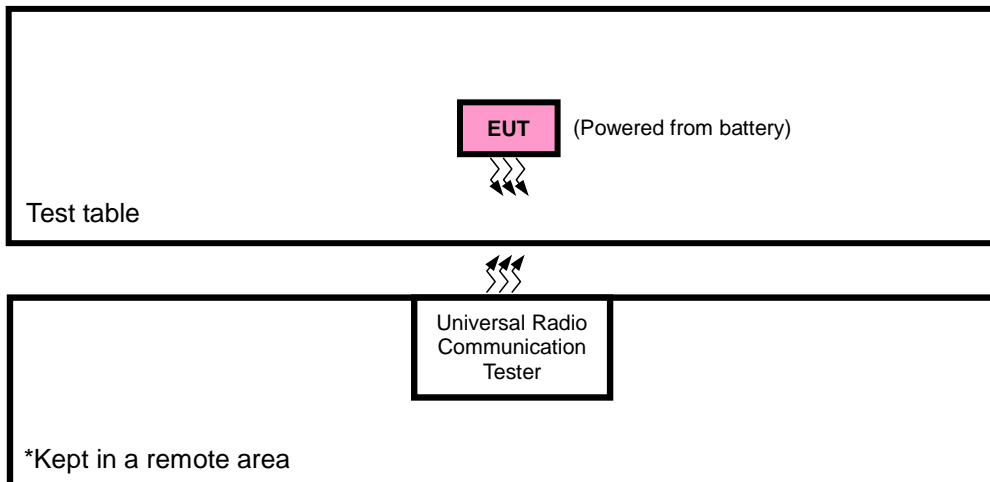 EUT
(Powered from battery)
Test table
Universal Radio
Communication
Tester
*Kept in a remote area